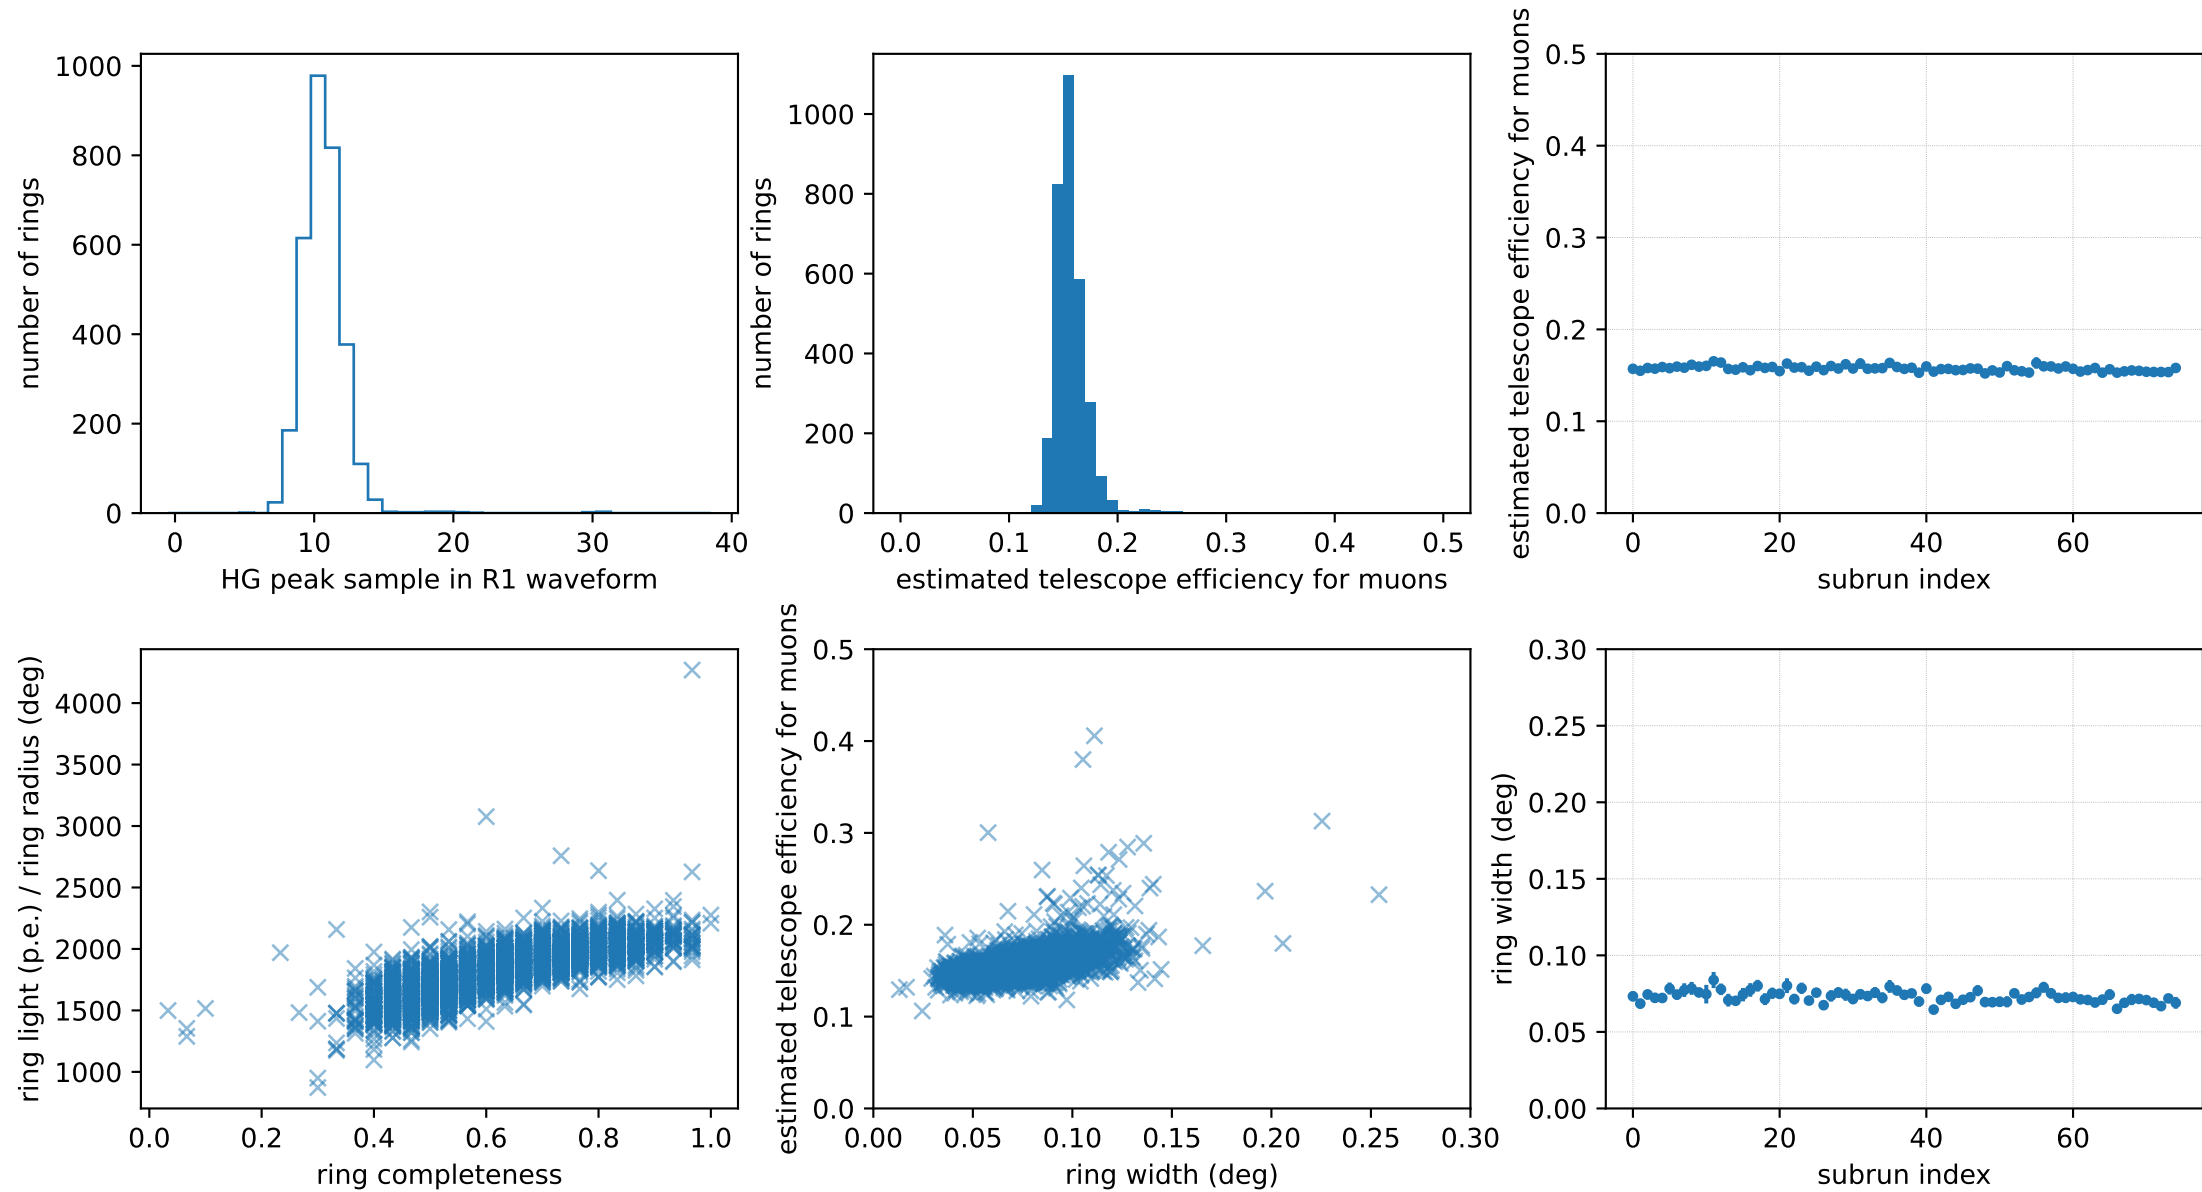 number of rings
1000
800
600
400
200
0
0 10 20 30 40
HG peak sample in R1 waveform
number of rings
1000
800
600
400
200
0
0.0 0.1 0.2 0.3 0.4 0.5
estimated telescope efficiency for muons
estimated telescope efficiency for muons
0.5
0.4
0.3
0.2
0.1
0.0
0 20 40 60
subrun index
ring light (p.e.) / ring radius (deg)
4000
3500
3000
2500
2000
1500
1000
0.0 0.2 0.4 0.6 0.8 1.0
ring completeness
estimated telescope efficiency for muons
0.5
0.4
0.3
0.2
0.1
0.0
0.00 0.05 0.10 0.15 0.20 0.25 0.30
ring width (deg)
ring width (deg)
0.30
0.25
0.20
0.15
0.10
0.05
0.00
0 20 40 60
subrun index